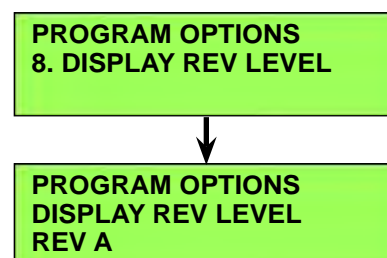 PROGRAM OPTIONS
8. DISPLAY REV LEVEL
PROGRAM OPTIONS
DISPLAY REV LEVEL
REV A